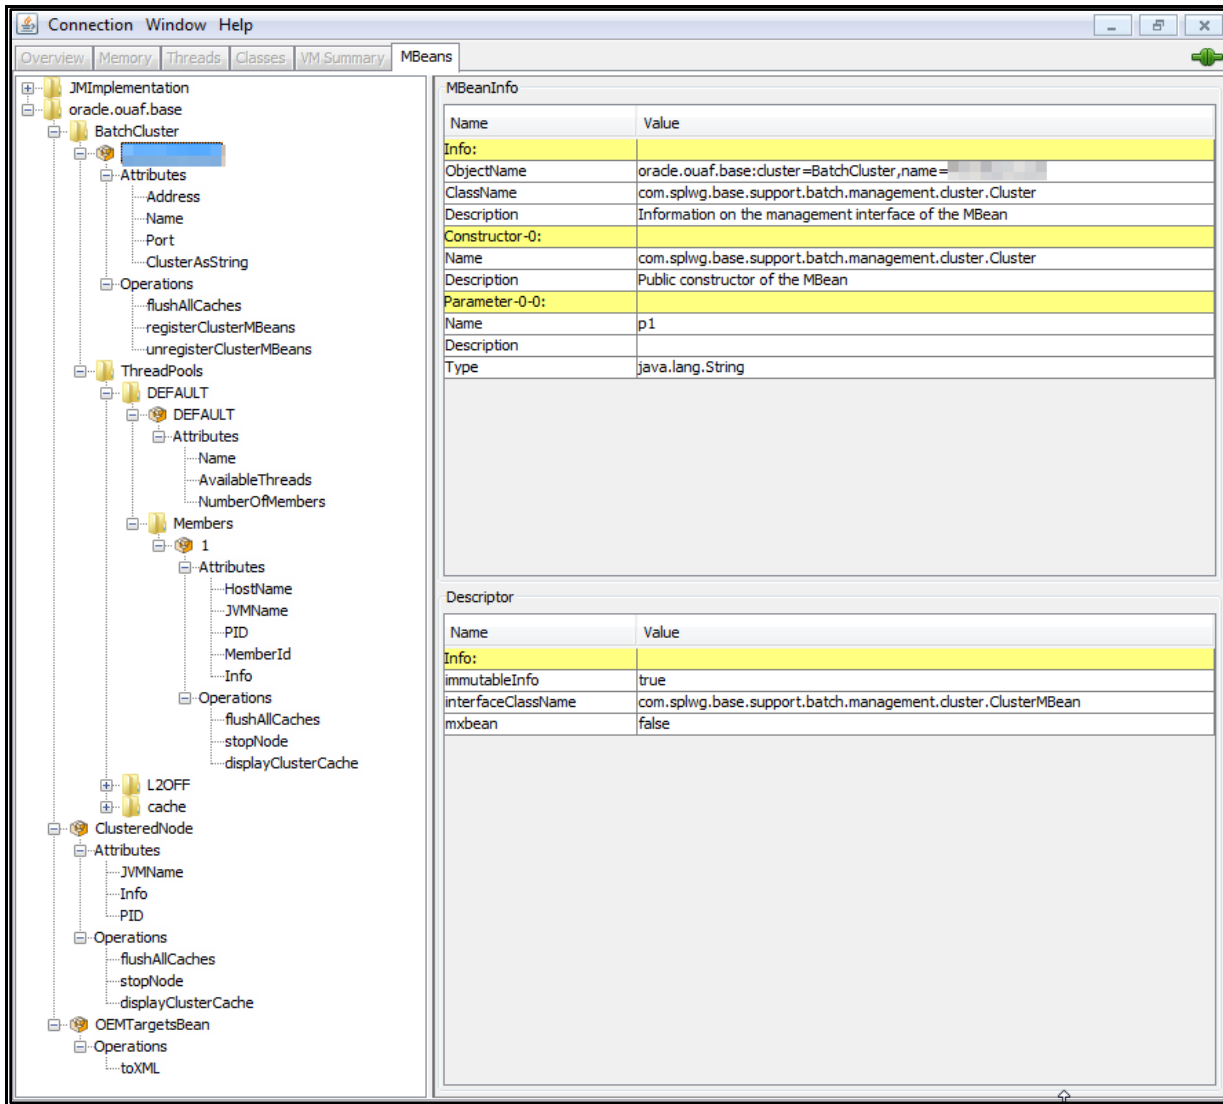 Connection Window Help
Overview Memory Threads Classes VM Summary MBeans
JMImplementation
oracle.ouaf.base
BatchCluster
Attributes
Address
Name
Port
ClusterAsString
Operations
flushAllCaches
registerClusterMBeans
unregisterClusterMBeans
ThreadPools
DEFAULT
DEFAULT
Attributes
Name
AvailableThreads
NumberOfMembers
Members
1
Attributes
HostName
JVMName
PID
MemberId
Info
Operations
flushAllCaches
stopNode
displayClusterCache
L2OFF
cache
ClusteredNode
Attributes
JVMName
Info
PID
Operations
flushAllCaches
stopNode
displayClusterCache
OEMTargetsBean
Operations
toXML
MBeanInfo
Name Value
Info:
ObjectName oracle.ouaf.base:cluster=BatchCluster,name=
ClassName com.splwg.base.support.batch.management.cluster.Cluster
Description Information on the management interface of the MBean
Constructor-0:
Name com.splwg.base.support.batch.management.cluster.Cluster
Description Public constructor of the MBean
Parameter-0-0:
Name p1
Description
Type java.lang.String
Descriptor
Name Value
Info:
immutableInfo true
interfaceClassName com.splwg.base.support.batch.management.cluster.ClusterMBean
mxbean false